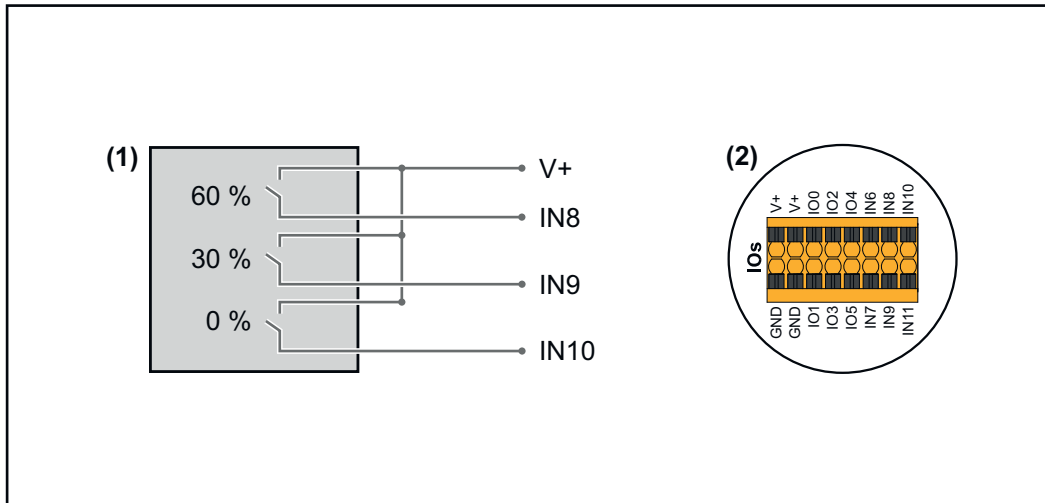 (1)
60 %
30 %
0 %
V+
IN8
IN9
IN10
(2)
IOs
V+
V+
IO0
IO2
IO4
IN6
IN8
IN10
GND
GND
IO1
IO3
IO5
IN7
IN9
IN11